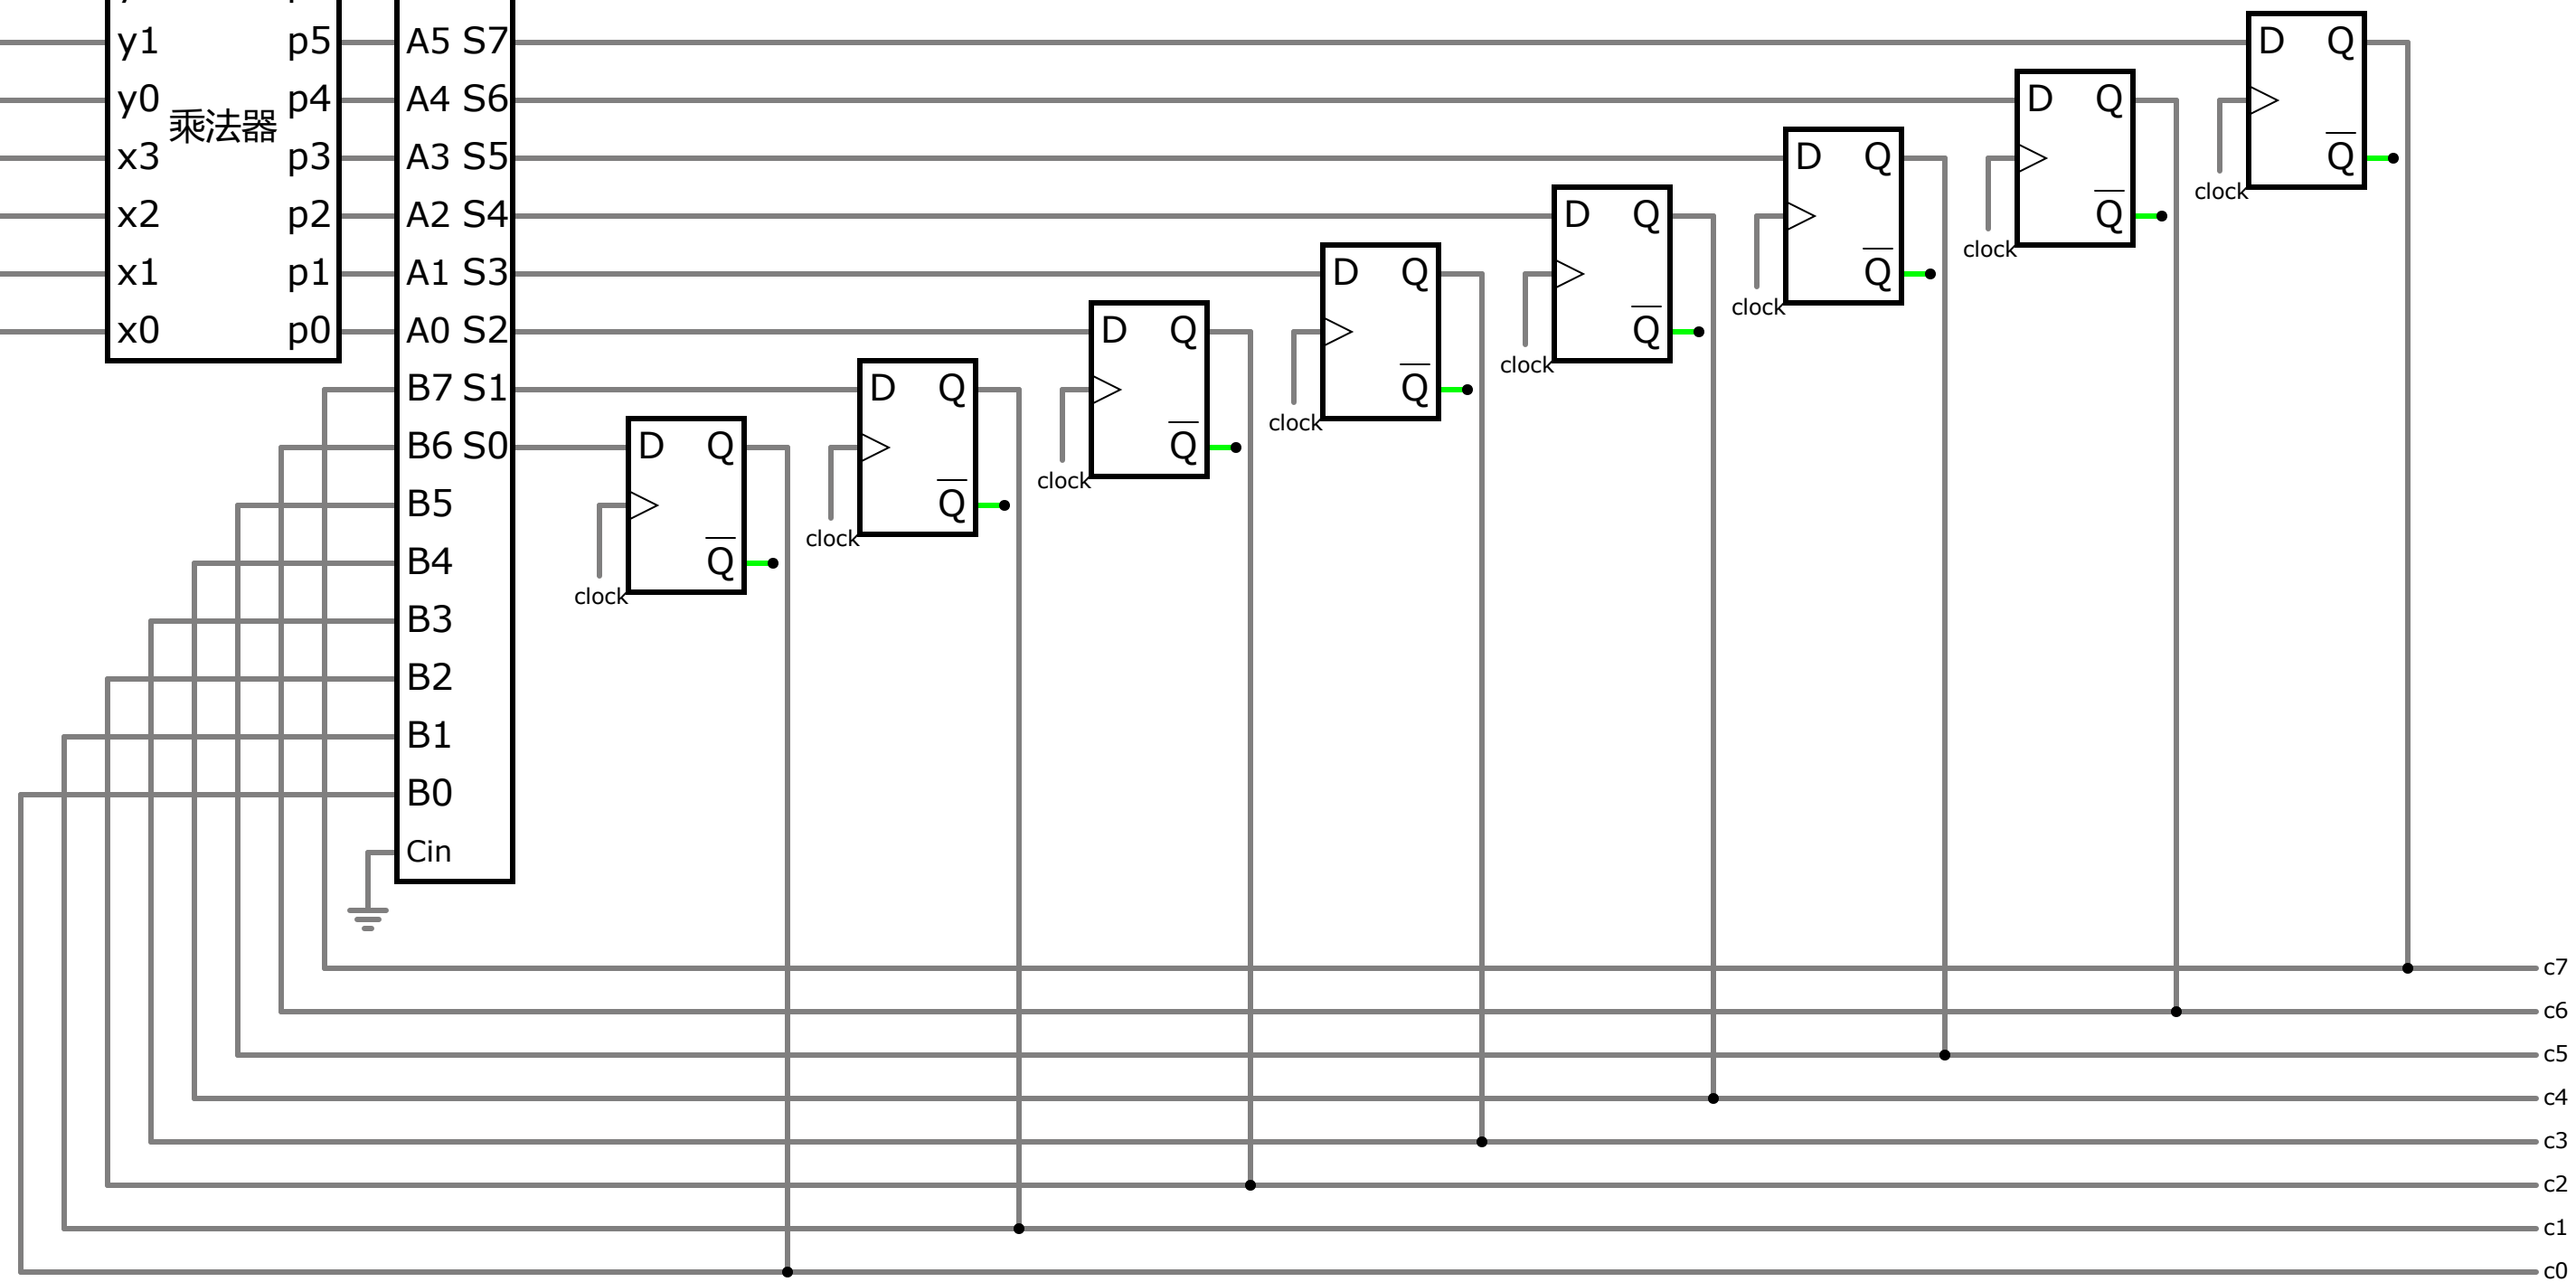 y1 p5 A5 S7 D Q
y0 p4 A4 S6 D Q
乘法器
x3 p3 A3 S5 D Q Q
clock
x2 p2 A2 S4 D Q Q
clock
x1 p1 A1 S3 D Q Q
clock
x0 p0 A0 S2 D Q Q
clock
B7 S1 D Q Q
clock
B6 S0 D Q Q
clock
B5 Q
clock
B4 Q
clock
B3
B2
B1
B0
Cin
c7
c6
c5
c4
c3
c2
c1
c0